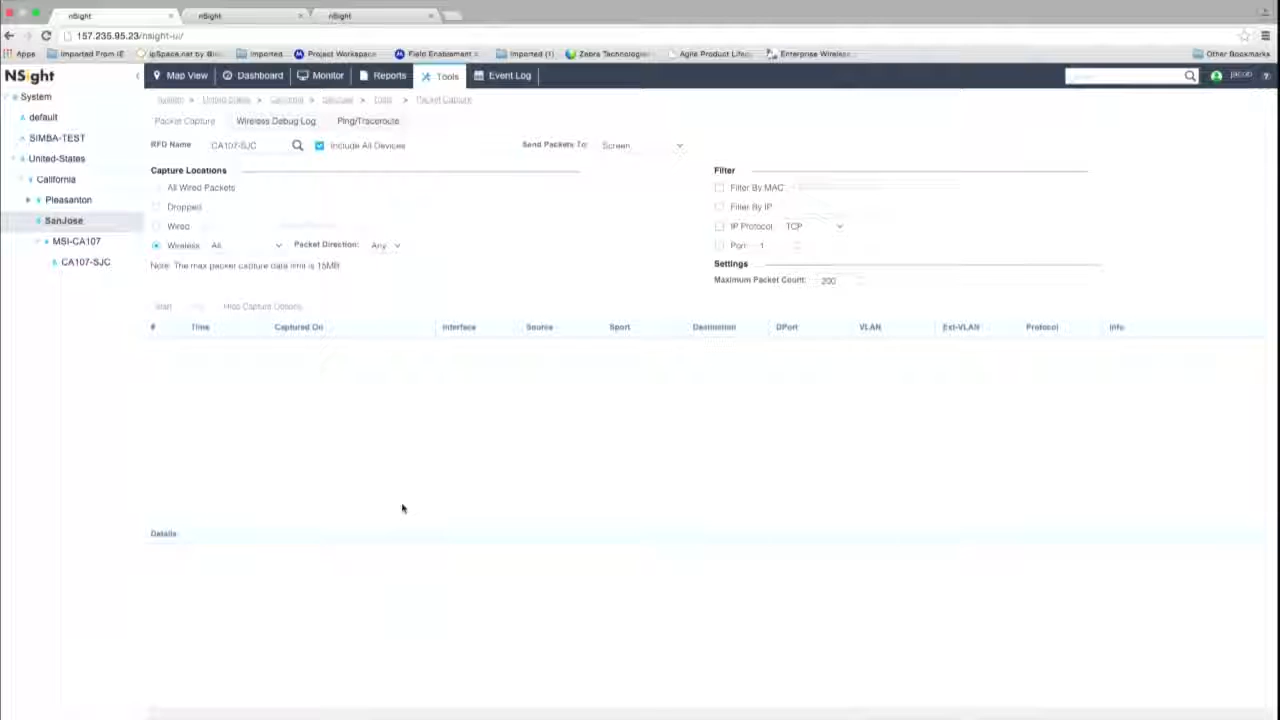 nSight nSight nSight
157.235.95.23/nsight-ui/
Apps Imported From IE ipSpace.net by Imported Project Workspace Field Enablement Imported (1) Zebra Technologies Agile Product Lifec Enterprise Wireless Other Bookmarks
NSight Map View Dashboard Monitor Reports Tools Event Log jacob ?
System
default
SIMBA-TEST
United-States
California
Pleasanton
SanJose
MSI-CA107
CA107-SJC
System > United States > California > SanJose > Tools > Packet Capture
Packet Capture Wireless Debug Log Ping/Traceroute
RFD Name CA107-SJC Include All Devices Send Packets To: Screen
Capture Locations Filter
All Wired Packets Filter By MAC
Dropped Filter By IP
Wired IP Protocol TCP
Wireless All Packet Direction: Any Port 1
Note: The max packet capture data limit is 15MB Settings
Maximum Packet Count: 200
Start Hide Capture Options
# Time Captured On Interface Source Sport Destination DPort VLAN Ext-VLAN Protocol Info
Details